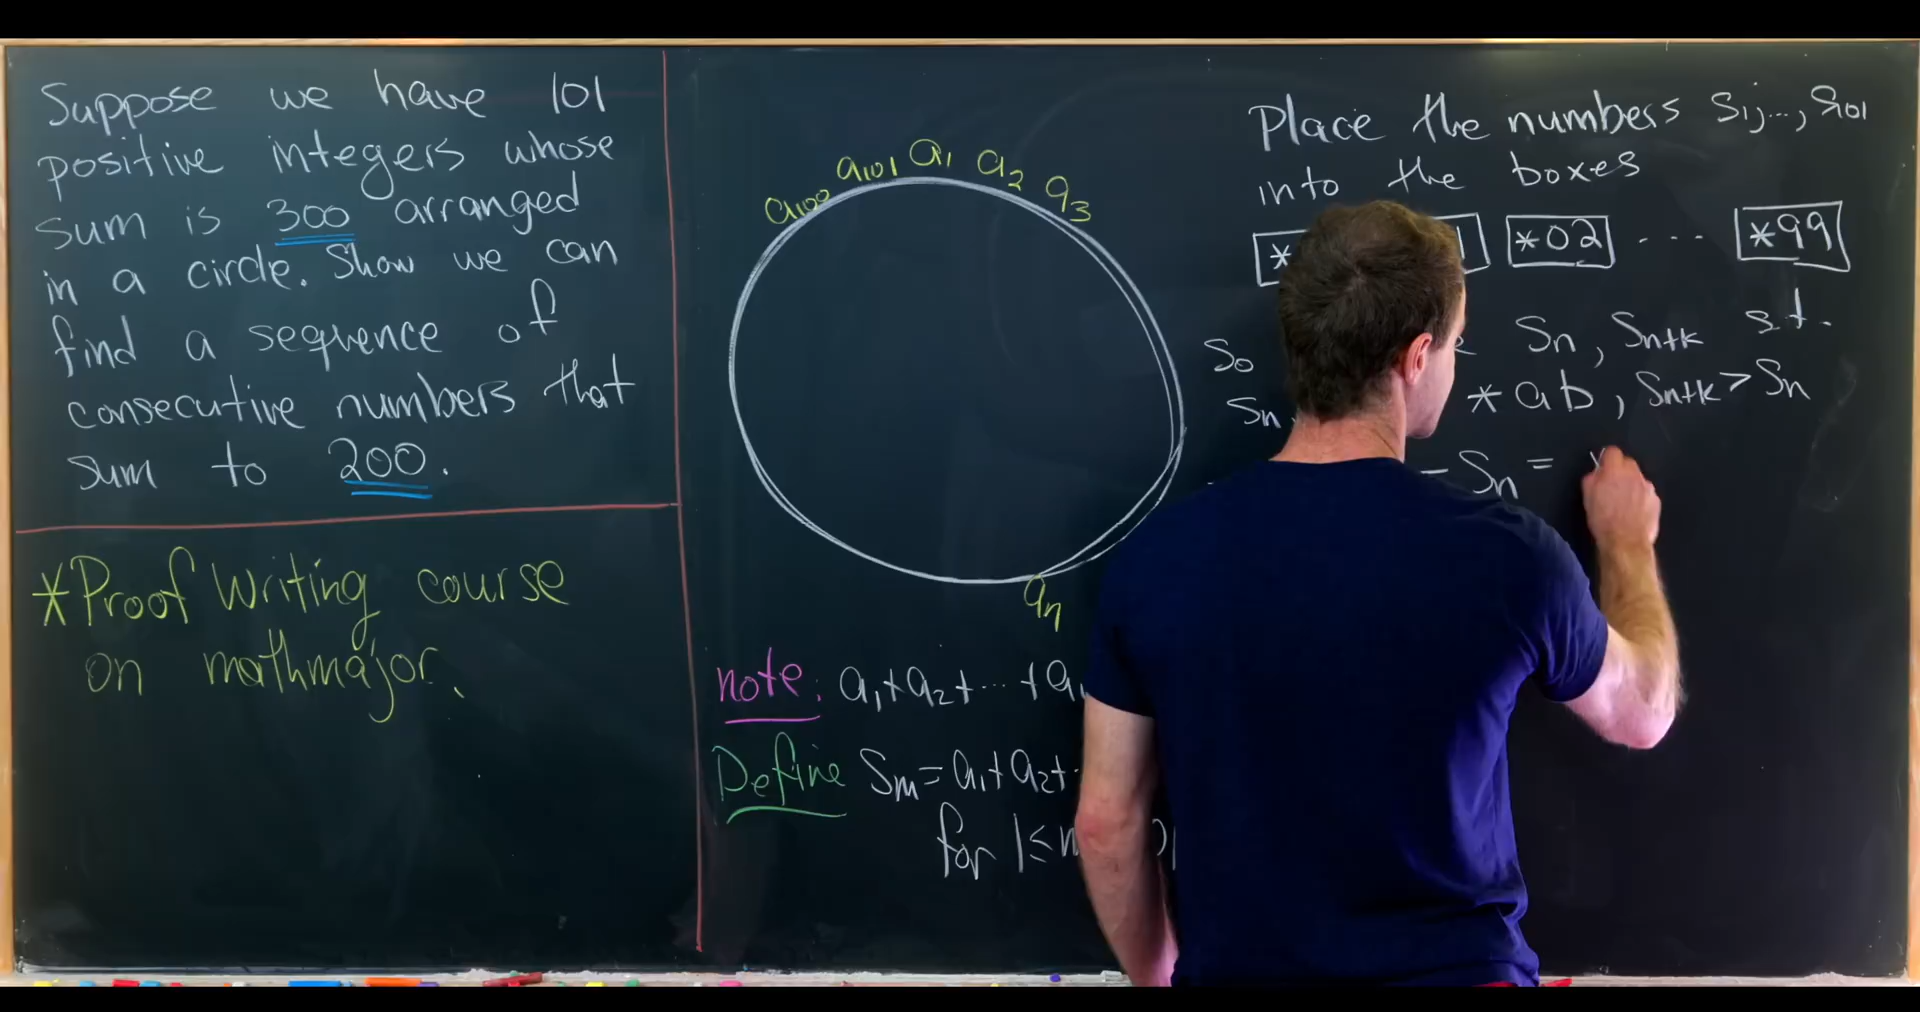 Suppose we have 101
positive integers whose
sum is 300 arranged
in a circle. Show we can
find a sequence of
consecutive numbers that
sum to 200.
*Proof Writing course
on mathmajor.
a₁₀₀ a₁₀₁ a₁ a₂ a₃
aₙ
note: a₁+a₂+⋯+a
Define Sₘ=a₁+a₂+
for 1≤
Place the numbers S₁,…,S₁₀₁
into the boxes
* *02 ⋯ *99
So Sₙ, Sₙ₊ₖ s.t.
Sₙ, *ab, Sₙ₊ₖ>Sₙ
-Sₙ=